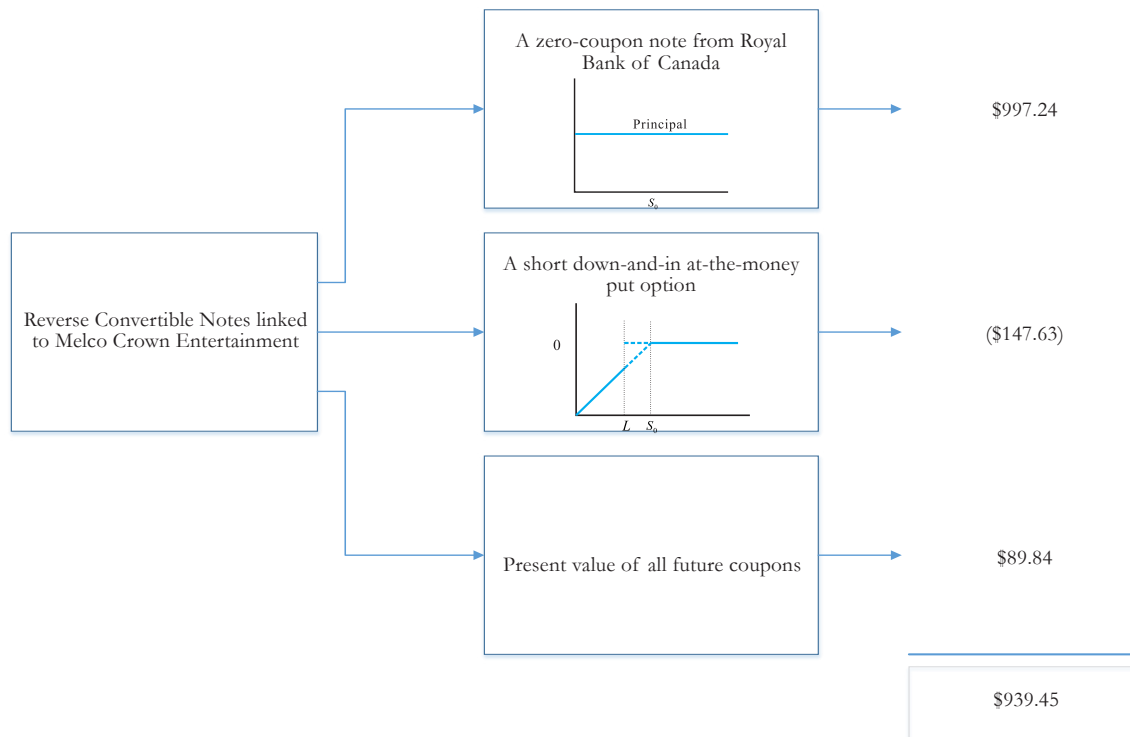 A zero-coupon note from Royal
Bank of Canada
Principal
S₀
$997.24
Reverse Convertible Notes linked
to Melco Crown Entertainment
A short down-and-in at-the-money
put option
0
L S₀
($147.63)
Present value of all future coupons
$89.84
$939.45